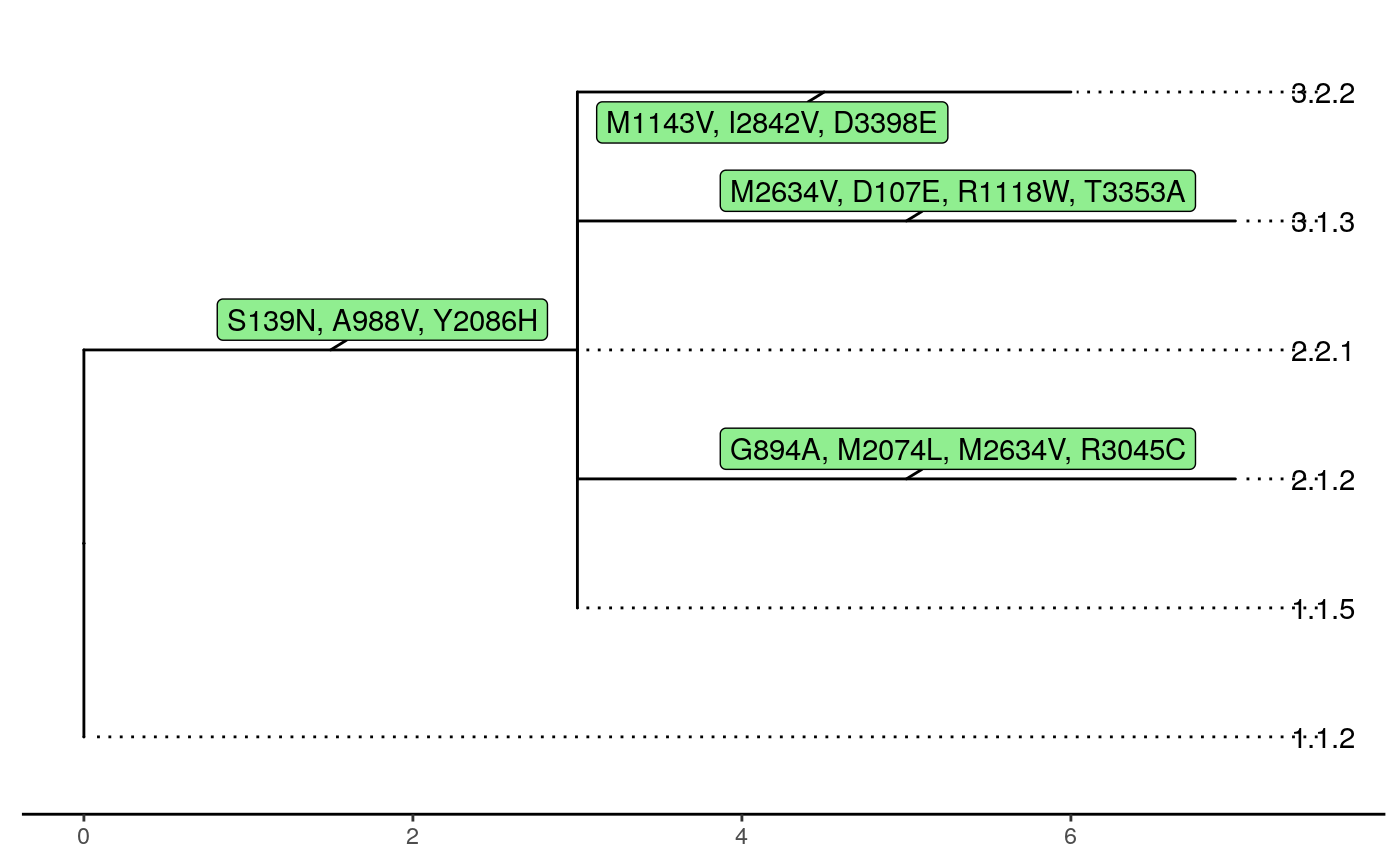 3.2.2
M1143V, I2842V, D3398E
M2634V, D107E, R1118W, T3353A
3.1.3
S139N, A988V, Y2086H
2.2.1
G894A, M2074L, M2634V, R3045C
2.1.2
1.1.5
1.1.2
0 2 4 6